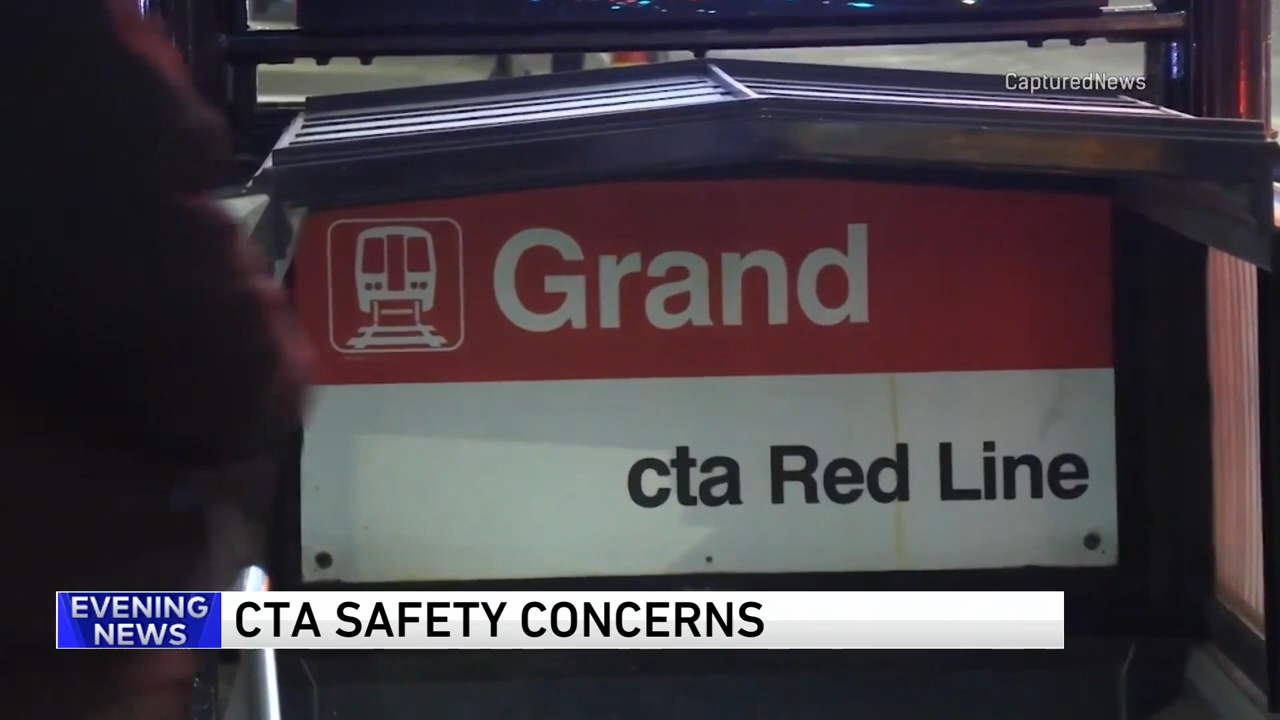 CapturedNews
Grand
cta Red Line
EVENING
NEWS
CTA SAFETY CONCERNS